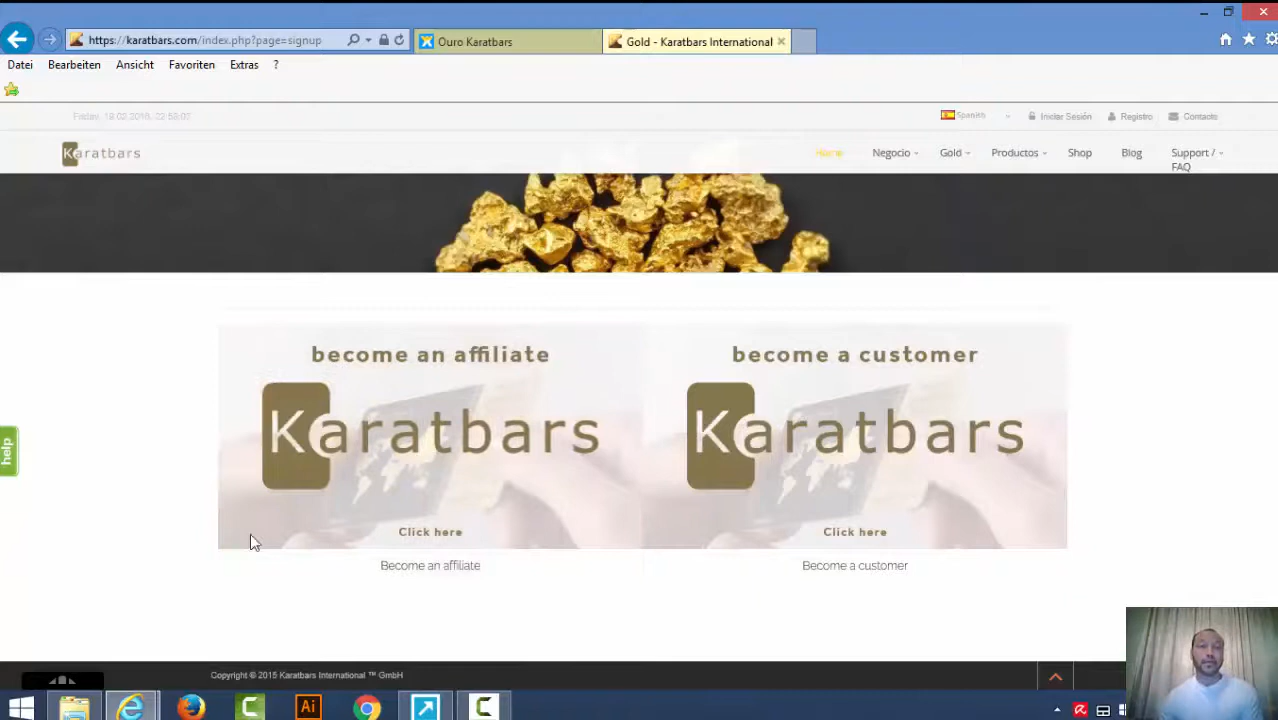 https://karatbars.com/index.php?page=signup
Ouro Karatbars
Gold - Karatbars International
Datei Bearbeiten Ansicht Favoriten Extras ?
Spanish Iniciar Sesión Registro Contacto
Karatbars
Home Negocio Gold Productos Shop Blog Support / FAQ
become an affiliate
become a customer
Karatbars
Karatbars
Click here
Click here
Become an affiliate
Become a customer
help
Copyright © 2015 Karatbars International ™ GmbH
Ai